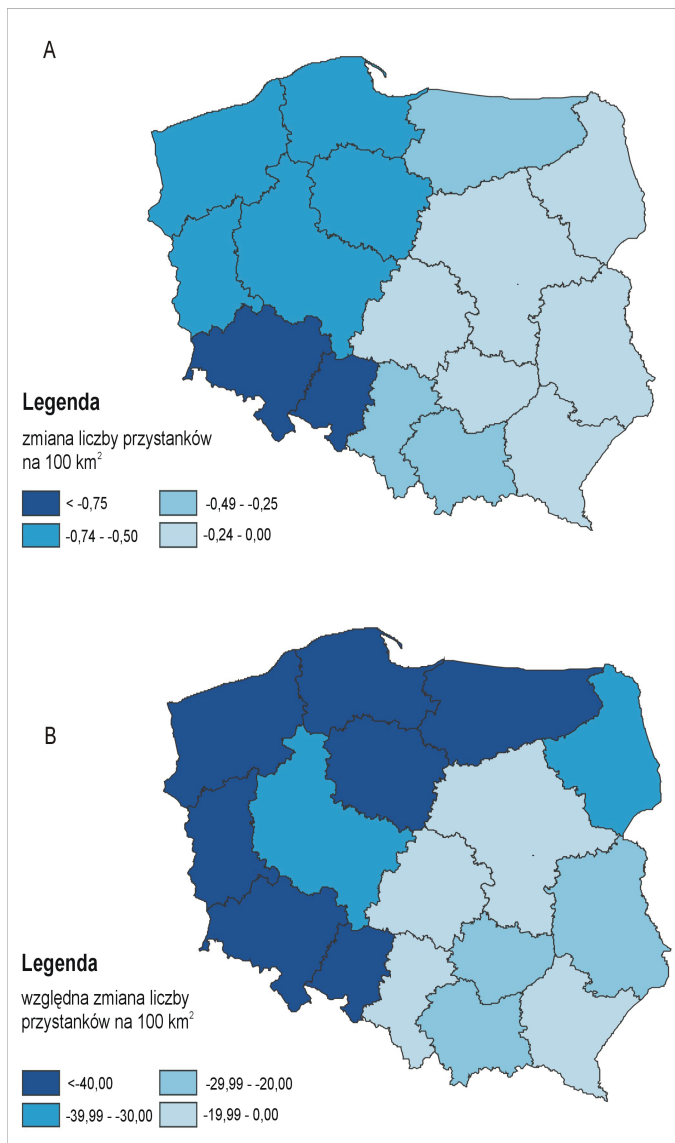 A
Legenda
zmiana liczby przystanków
na 100 km²
< -0,75
-0,49 - -0,25
-0,74 - -0,50
-0,24 - 0,00
B
Legenda
względna zmiana liczby
przystanków na 100 km²
<-40,00
-29,99 - -20,00
-39,99 - -30,00
-19,99 - 0,00